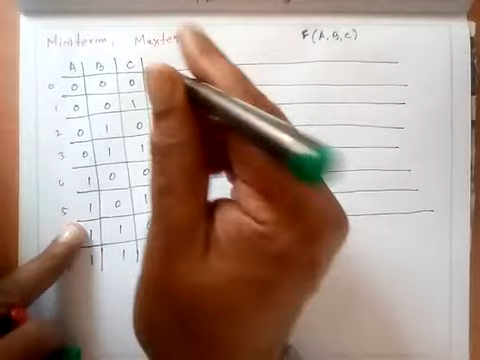 Miniterm, Maxter
F(A, B, C)
A B C
0 0 0 0
1 0 0 1
2 0 1 0
3 0 1 1
4 1 0 0
5 1 0 1
1 1
1 1